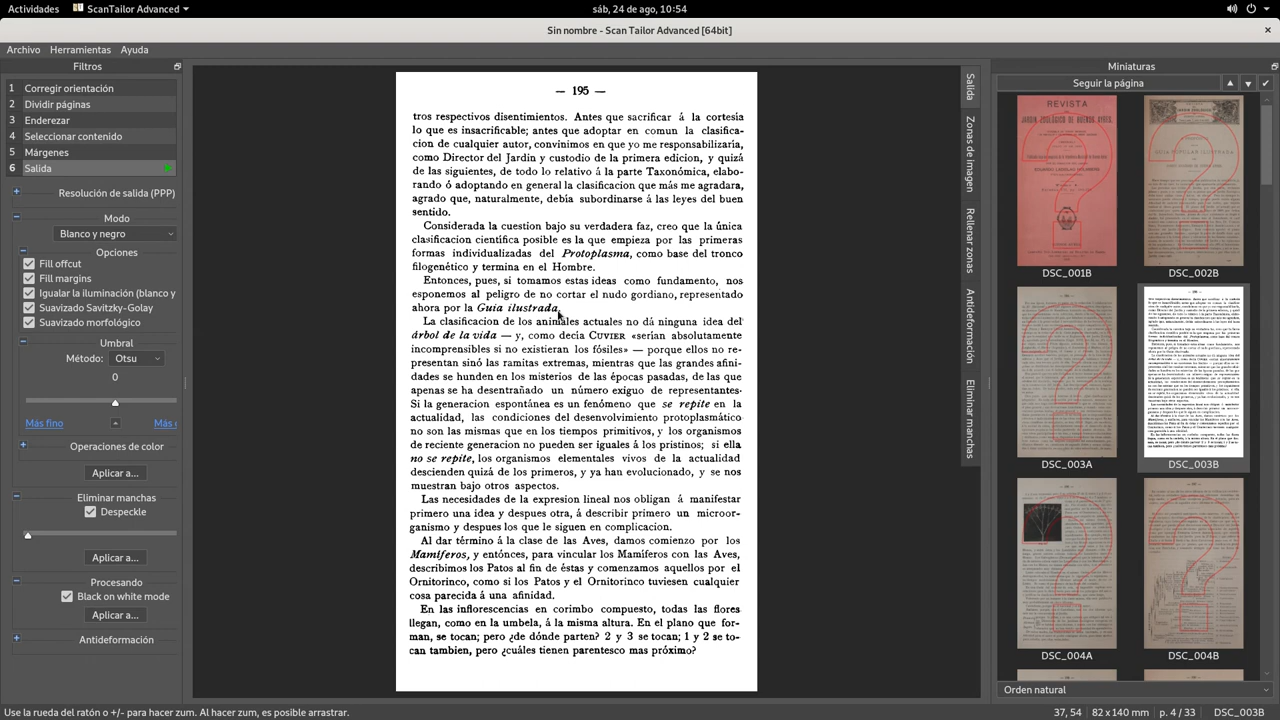 Actividades
ScanTailor Advanced
sáb, 24 de ago, 10:54
Sin nombre - Scan Tailor Advanced [64bit]
Archivo Herramientas Ayuda
Filtros
1 Corregir orientación
2 Dividir páginas
3 Enderezar
4 Seleccionar contenido
5 Márgenes
6 Salida
Resolución de salida (PPP)
Modo
Blanco y negro
Opciones
Fill offcut
Fill margins
Igualar la iluminación (blanco y
Suavizado Savitzky-Golay
Suavizado morfológico
Umbral
Método: Otsu
0
Más fino
Más
Operaciones de color
Aplicar a...
Eliminar manchas
Despeckle
Aplicar a...
Procesando
Black on white mode
Aplicar a...
Antideformación
— 195 —
tros respectivos disentimientos. Antes que sacrificar á la cortesía
lo que es insacrificable; antes que adoptar en comun la clasifica-
cion de cualquier autor, convinimos en que yo me responsabilizaría,
como Director del Jardin y custodio de la primera edicion, y quizá
de las siguientes, de todo lo relativo á la parte Taxonómica, elabo-
rando ó adoptando en general la clasificacion que más me agradara,
agrado que, naturalmente, debía subordinarse á las leyes del buen
sentido.
Considerada la cuestion bajo su verdadera faz, creo que la única
clasificacion científica posible es la que empieza por las primeras
formas individualizadas del Protoplasma, como base del tronco
filogenético y termina en el Hombre.
Entonces, pues, si tomamos estas ideas como fundamento, nos
esponemos al peligro de no cortar el nudo gordiano, representado
ahora por la Guia ilustrada.
La clasificacion de los animales actuales no dá ninguna idea del
árbol de la vida — y, como decía CUVIER «serían absolutamente
incomprensibles si no existieran los fósiles» — porque ellos no re-
presentan sinó las ramitas extremas, mientras que las grandes afini-
dades se hunden en los misterios de las épocas pasadas, de las que
apenas se ha desentrañado un número exiguo de representantes·
Si la generacion espontánea es un fenómeno que se repite en la
actualidad, las condiciones del desenvolvimiento protoplasmático
no son las mismas que en los tiempos primitivos, y los organismos
de reciente generacion no pueden ser iguales á los prístinos; si ella
no se repite, los organismos elementales vivos de la actualidad
descienden quizá de los primeros, y ya han evolucionado, y se nos
muestran bajo otros aspectos.
Las necesidades de la expresion lineal nos obligan á manifestar
primero una idea y despues otra, á describir primero un microor-
ganismo y despues los que le siguen en complicacion.
Al dar término á la clase de las Aves, damos comienzo por los
Mamíferos, y entónces, para vincular los Mamíferos con las Aves,
describimos los Patos al fin de éstas y comenzamos aquellos por el
Ornitorinco, como si los Patos y el Ornitorinco tuviesen cualquier
cosa parecida á una afinidad.
En las inflorescencias en corimbo compuesto, todas las flores
llegan, como en la umbela, á la misma altura. En el plano que for-
man, se tocan; pero ¿de dónde parten? 2 y 3 se tocan; 1 y 2 se to-
can tambien, pero ¿cuáles tienen parentesco mas próximo?
Salida
Zonas de imagen
Rellenar zonas
Antideformación
Eliminar manchas
Miniaturas
Seguir la página
REVISTA
JARDIN ZOOLÓGICO DE BUENOS AYRES
DSC_001B
DSC_002B
DSC_003A
DSC_003B
DSC_004A
DSC_004B
Orden natural
Use la rueda del ratón o +/- para hacer zum. Al hacer zum, es posible arrastrar.
37, 54
82 x 140 mm
p. 4 / 33
DSC_003B